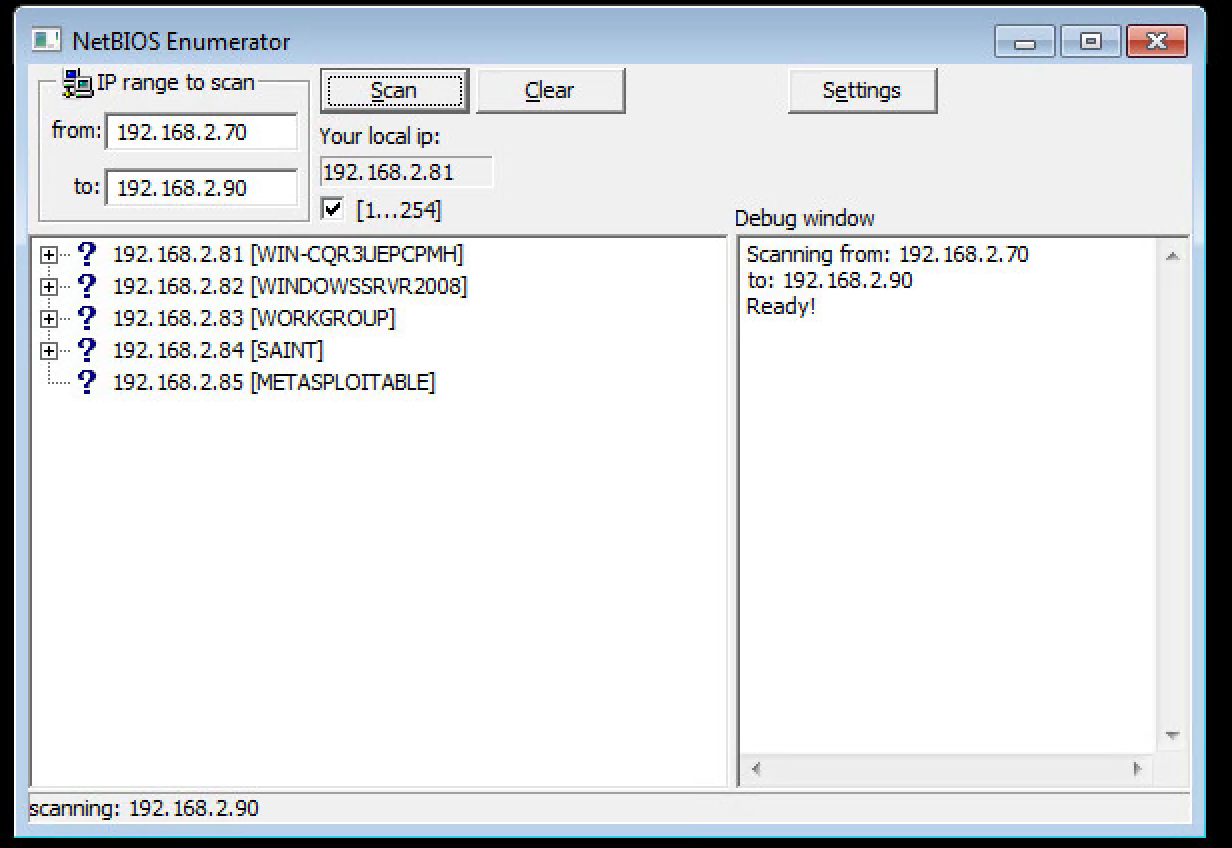 NetBIOS Enumerator
IP range to scan
from: 192.168.2.70
to: 192.168.2.90
Scan
Clear
Settings
Your local ip:
192.168.2.81
[1...254]
Debug window
192.168.2.81 [WIN-CQR3UEPCPMH]
192.168.2.82 [WINDOWSSRVR2008]
192.168.2.83 [WORKGROUP]
192.168.2.84 [SAINT]
192.168.2.85 [METASPLOITABLE]
Scanning from: 192.168.2.70
to: 192.168.2.90
Ready!
scanning: 192.168.2.90